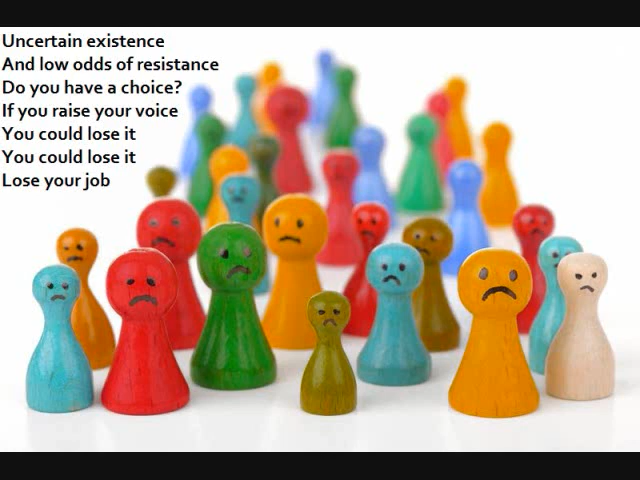 Uncertain existence
And low odds of resistance
Do you have a choice?
If you raise your voice
You could lose it
You could lose it
Lose your job